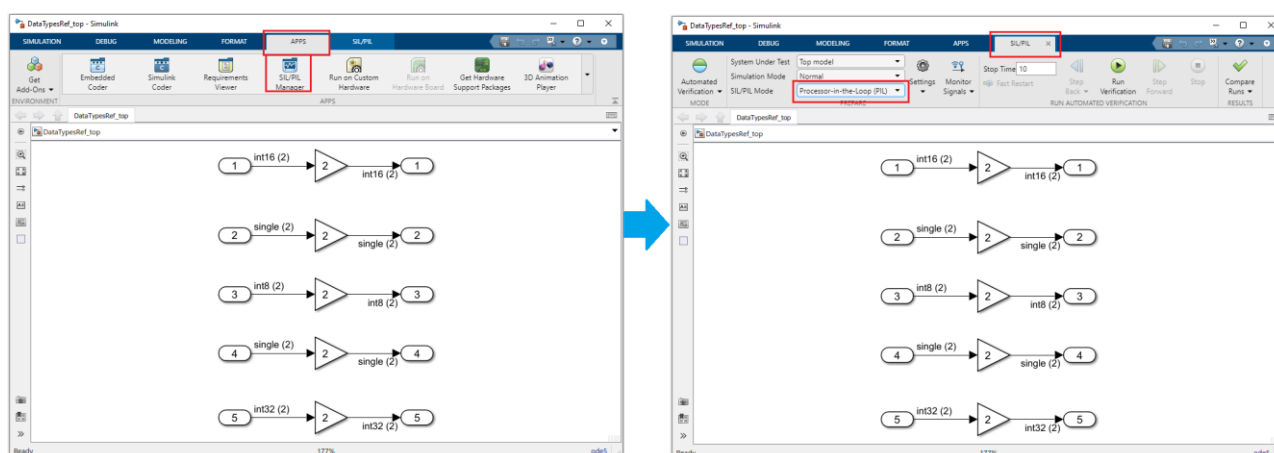 DataTypesRef_top - Simulink
SIMULATION DEBUG MODELING FORMAT APPS SIL/PIL
Get Add-Ons
Embedded Coder
Simulink Coder
Requirements Viewer
SIL/PIL Manager
Run on Custom Hardware
Run on Hardware Board
Get Hardware Support Packages
3D Animation Player
ENVIRONMENT APPS
DataTypesRef_top
DataTypesRef_top
1 int16 (2) 2 int16 (2) 1
2 single (2) 2 single (2) 2
3 int8 (2) 2 int8 (2) 3
4 single (2) 2 single (2) 4
5 int32 (2) 2 int32 (2) 5
Ready 177% ode5
DataTypesRef_top - Simulink
SIMULATION DEBUG MODELING FORMAT APPS SIL/PIL
Automated Verification
System Under Test Top model
Simulation Mode Normal
SIL/PIL Mode Processor-in-the-Loop (PIL)
Settings
Monitor Signals
Stop Time 10
Fast Restart
Step Back
Run Verification
Step Forward
Stop
Compare Runs
MODE PREPARE RUN AUTOMATED VERIFICATION RESULTS
DataTypesRef_top
DataTypesRef_top
1 int16 (2) 2 int16 (2) 1
2 single (2) 2 single (2) 2
3 int8 (2) 2 int8 (2) 3
4 single (2) 2 single (2) 4
5 int32 (2) 2 int32 (2) 5
Ready 177% ode5